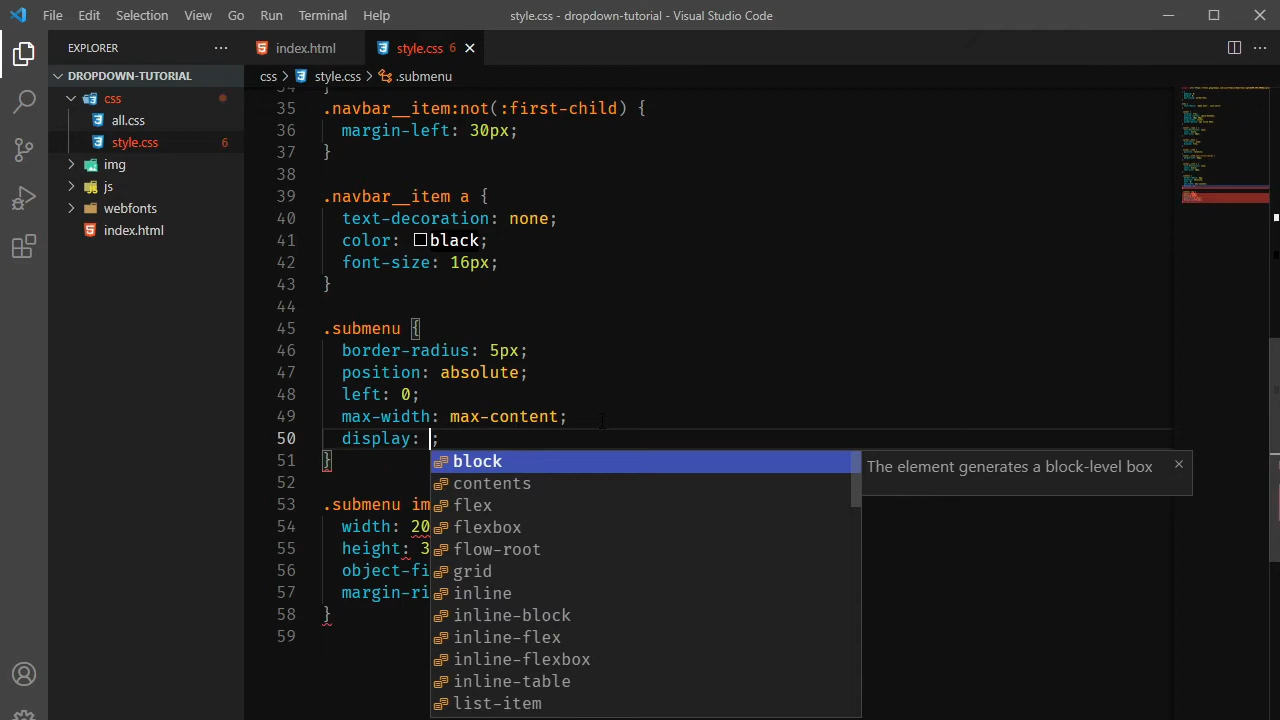 File Edit Selection View Go Run Terminal Help style.css - dropdown-tutorial - Visual Studio Code
EXPLORER
index.html
style.css 6
DROPDOWN-TUTORIAL
css > style.css > .submenu
css
all.css
style.css 6
img
js
webfonts
index.html
35 .navbar__item:not(:first-child) {
36 margin-left: 30px;
37 }
38
39 .navbar__item a {
40 text-decoration: none;
41 color: black;
42 font-size: 16px;
43 }
44
45 .submenu {
46 border-radius: 5px;
47 position: absolute;
48 left: 0;
49 max-width: max-content;
50 display: ;
51 }
52
53 .submenu im
54 width: 20
55 height: 3
56 object-fi
57 margin-ri
58 }
59
block
contents
flex
flexbox
flow-root
grid
inline
inline-block
inline-flex
inline-flexbox
inline-table
list-item
The element generates a block-level box